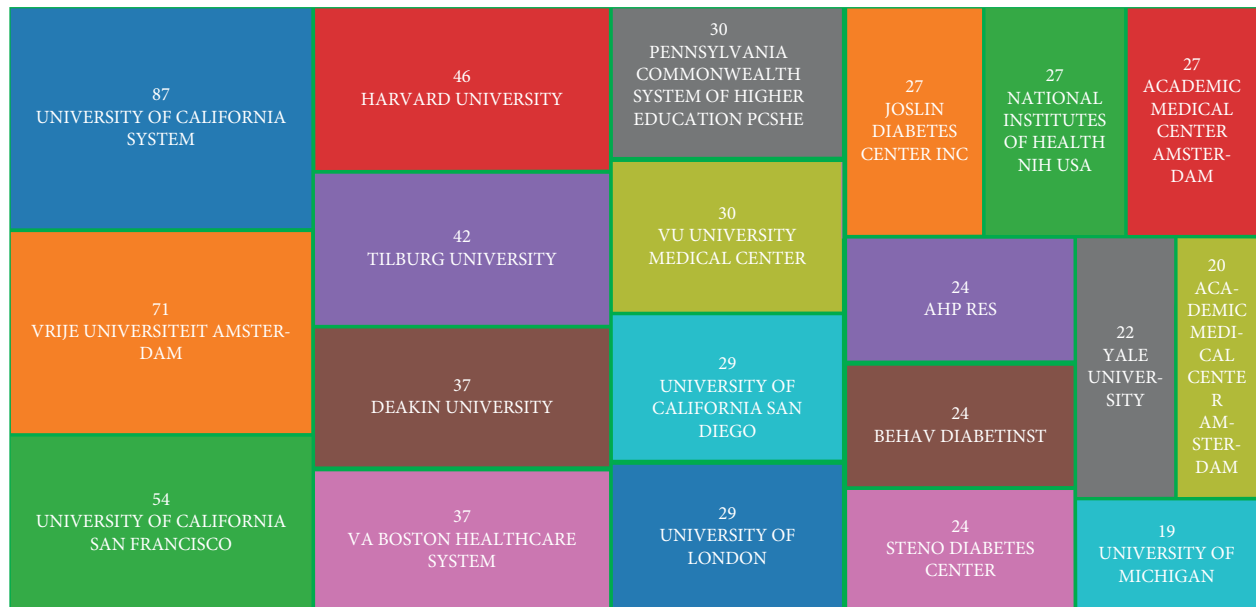 87
UNIVERSITY OF CALIFORNIA
SYSTEM
71
VRIJE UNIVERSITEIT AMSTER-
DAM
54
UNIVERSITY OF CALIFORNIA
SAN FRANCISCO
46
HARVARD UNIVERSITY
42
TILBURG UNIVERSITY
37
DEAKIN UNIVERSITY
37
VA BOSTON HEALTHCARE
SYSTEM
30
PENNSYLVANIA
COMMONWEALTH
SYSTEM OF HIGHER
EDUCATION PCSHE
30
VU UNIVERSITY
MEDICAL CENTER
29
UNIVERSITY OF
CALIFORNIA SAN
DIEGO
29
UNIVERSITY OF
LONDON
27
JOSLIN
DIABETES
CENTER INC
27
NATIONAL
INSTITUTES
OF HEALTH
NIH USA
27
ACADEMIC
MEDICAL
CENTER
AMSTER-
DAM
24
AHP RES
24
BEHAV DIABETINST
24
STENO DIABETES
CENTER
22
YALE
UNIVER-
SITY
20
ACA-
DEMIC
MEDI-
CAL
CENTE
R
AM-
STER-
DAM
19
UNIVERSITY OF
MICHIGAN